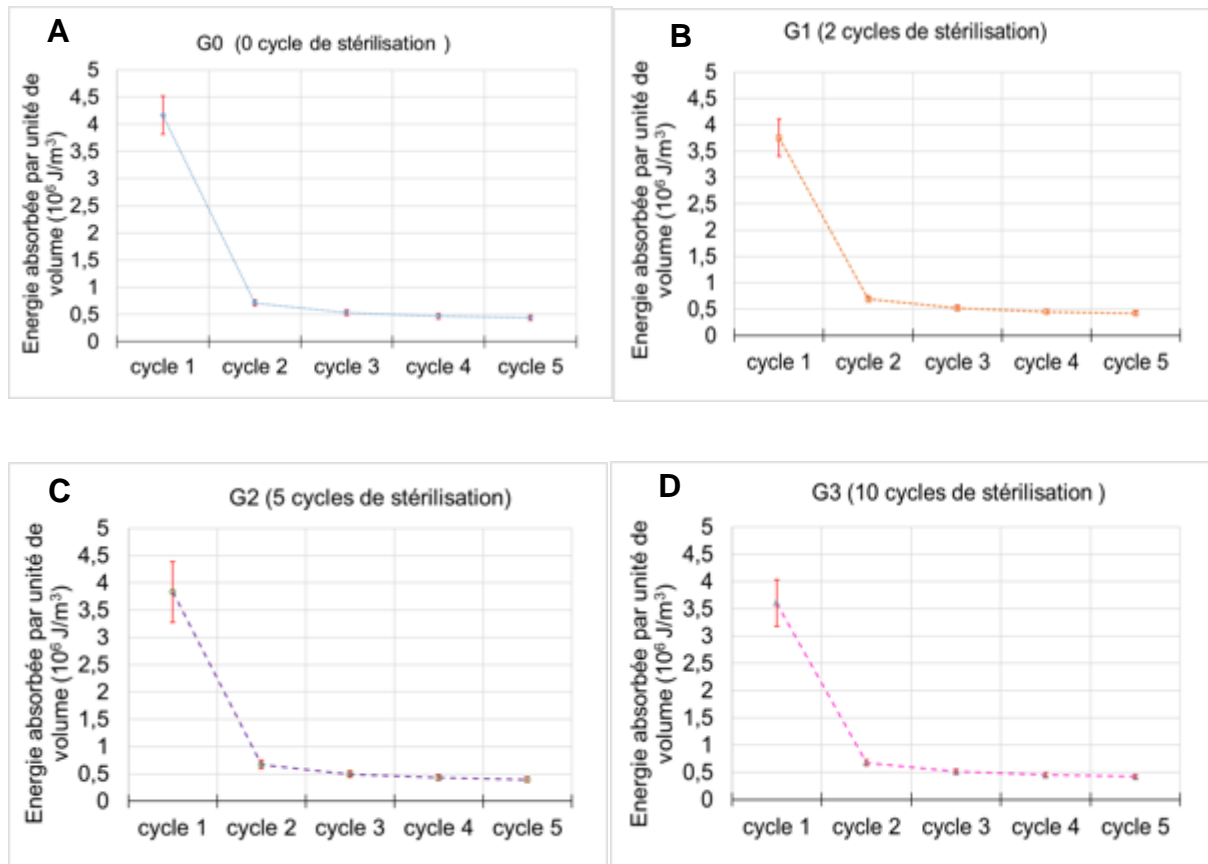 A
G0 (0 cycle de stérilisation )
Energie absorbée par unité de
volume (10⁶ J/m³)
5
4,5
4
3,5
3
2,5
2
1,5
1
0,5
0
cycle 1 cycle 2 cycle 3 cycle 4 cycle 5
B
G1 (2 cycles de stérilisation)
Energie absorbée par unité de
volume (10⁶ J/m³)
5
4,5
4
3,5
3
2,5
2
1,5
1
0,5
0
cycle 1 cycle 2 cycle 3 cycle 4 cycle 5
C
G2 (5 cycles de stérilisation)
Energie absorbée par unité de
volume (10⁶ J/m³)
5
4,5
4
3,5
3
2,5
2
1,5
1
0,5
0
cycle 1 cycle 2 cycle 3 cycle 4 cycle 5
D
G3 (10 cycles de stérilisation )
Energie absorbée par unité de
volume (10⁶ J/m³)
5
4,5
4
3,5
3
2,5
2
1,5
1
0,5
0
cycle 1 cycle 2 cycle 3 cycle 4 cycle 5